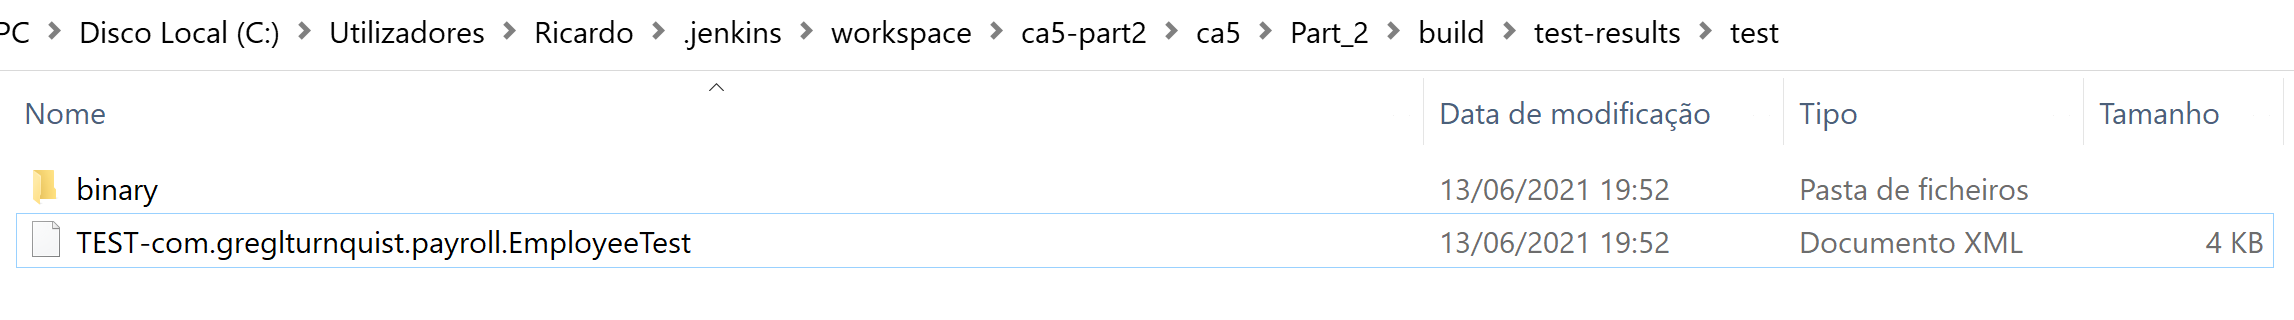 PC > Disco Local (C:) > Utilizadores > Ricardo > .jenkins > workspace > ca5-part2 > ca5 > Part_2 > build > test-results > test
Nome Data de modificação Tipo Tamanho
binary 13/06/2021 19:52 Pasta de ficheiros
TEST-com.greglturnquist.payroll.EmployeeTest 13/06/2021 19:52 Documento XML 4 KB